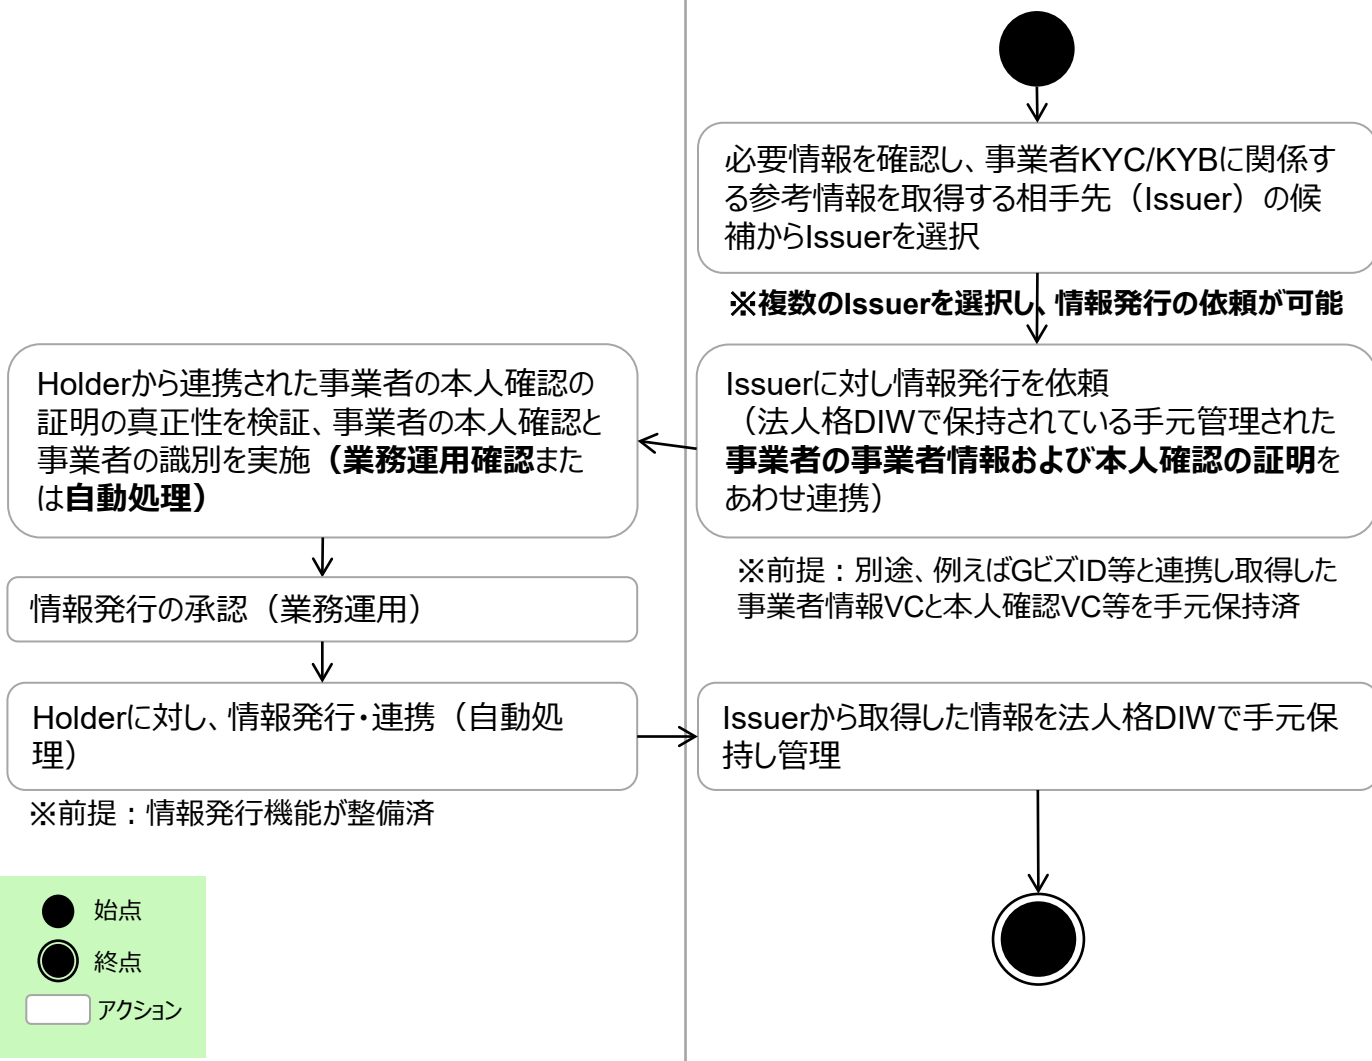 必要情報を確認し、事業者KYC/KYBに関係す
る参考情報を取得する相手先（Issuer）の候
補からIssuerを選択
※複数のIssuerを選択し、情報発行の依頼が可能
Issuerに対し情報発行を依頼
（法人格DIWで保持されている手元管理された
事業者の事業者情報および本人確認の証明を
あわせ連携）
※前提：別途、例えばGビズID等と連携し取得した
事業者情報VCと本人確認VC等を手元保持済
Holderから連携された事業者の本人確認の
証明の真正性を検証、事業者の本人確認と
事業者の識別を実施（業務運用確認また
は自動処理）
情報発行の承認（業務運用）
Holderに対し、情報発行・連携（自動処
理）
※前提：情報発行機能が整備済
Issuerから取得した情報を法人格DIWで手元保
持し管理
始点
終点
アクション